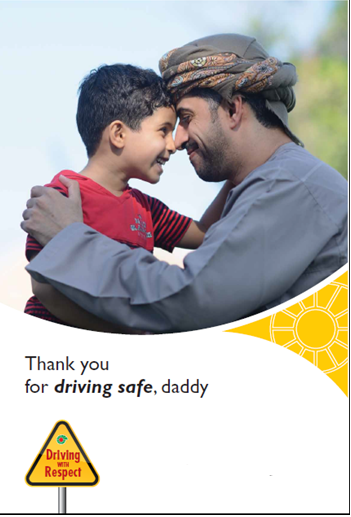 Thank you
for driving safe, daddy
Driving
WITH
Respect